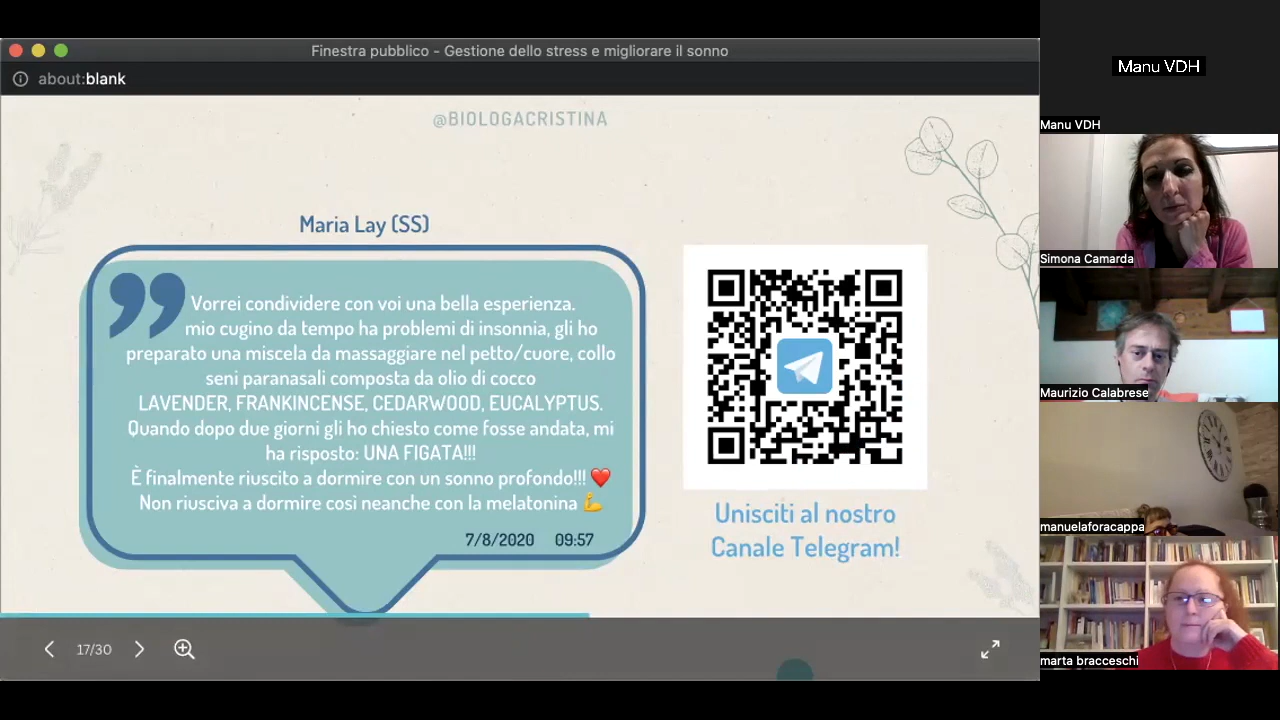 Finestra pubblico - Gestione dello stress e migliorare il sonno
about:blank
@BIOLOGACRISTINA
Maria Lay (SS)
Vorrei condividere con voi una bella esperienza.
mio cugino da tempo ha problemi di insonnia, gli ho
preparato una miscela da massaggiare nel petto/cuore, collo
seni paranasali composta da olio di cocco
LAVENDER, FRANKINCENSE, CEDARWOOD, EUCALYPTUS.
Quando dopo due giorni gli ho chiesto come fosse andata, mi
ha risposto: UNA FIGATA!!!
È finalmente riuscito a dormire con un sonno profondo!!! ❤️
Non riusciva a dormire cosi neanche con la melatonina 💪
7/8/2020 09:57
Unisciti al nostro
Canale Telegram!
17/30
Manu VDH
Manu VDH
Simona Camarda
Maurizio Calabrese
manuelaforacappa
marta bracceschi